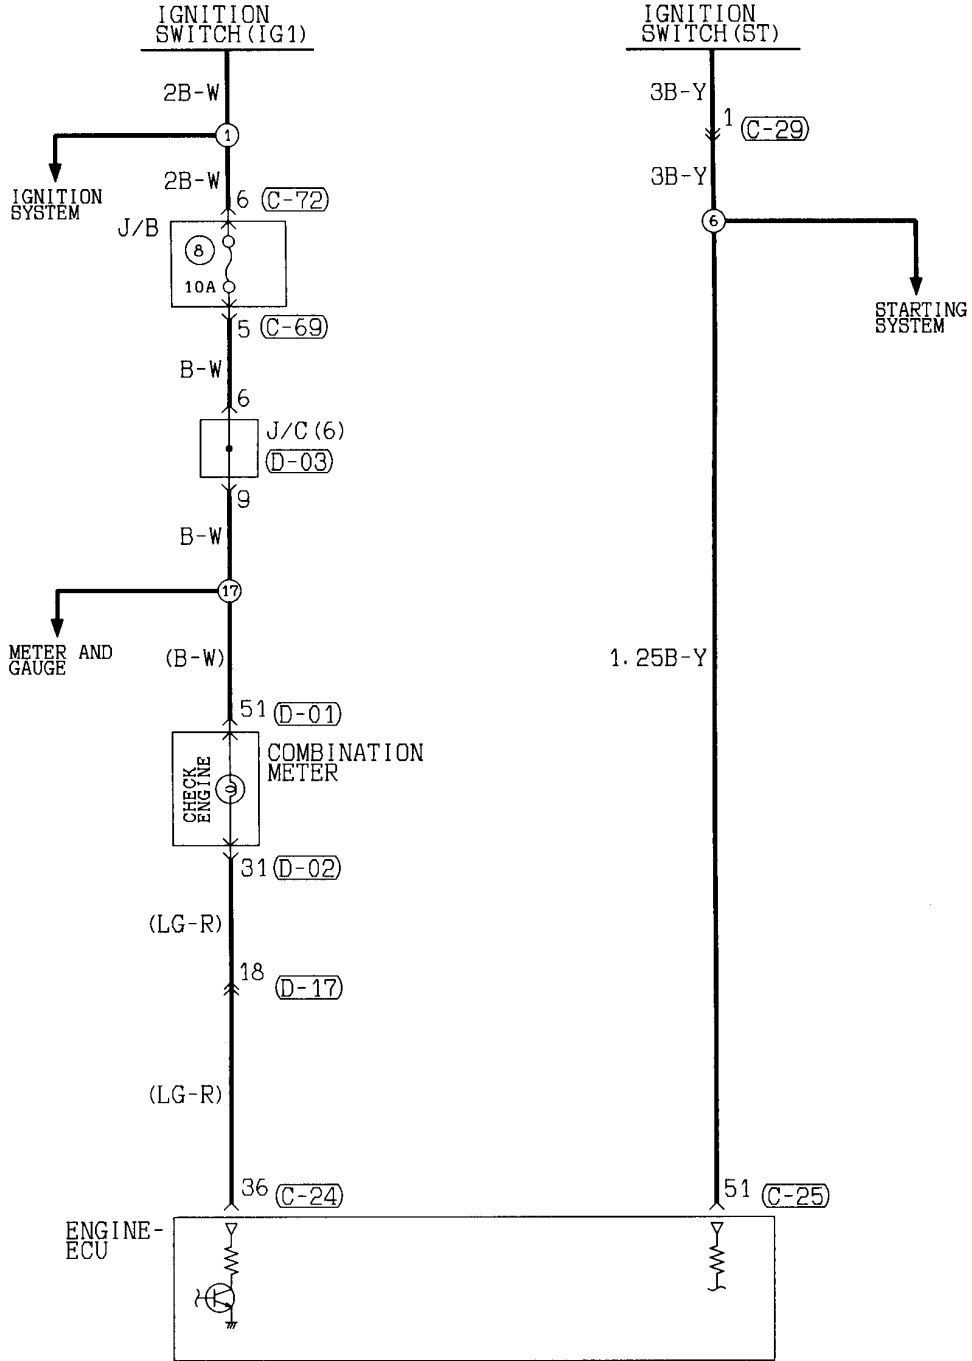 IGNITION
SWITCH(IG1)
IGNITION
SWITCH(ST)
2B-W
3B-Y
1
1 (C-29)
IGNITION
SYSTEM
2B-W
3B-Y
6 (C-72)
J/B
6
8
10A
STARTING
SYSTEM
5 (C-69)
B-W
6
J/C(6)
(D-03)
9
B-W
17
METER AND
GAUGE
(B-W)
1.25B-Y
51 (D-01)
CHECK
ENGINE
COMBINATION
METER
31 (D-02)
(LG-R)
18
(D-17)
(LG-R)
36 (C-24)
51 (C-25)
ENGINE-
ECU